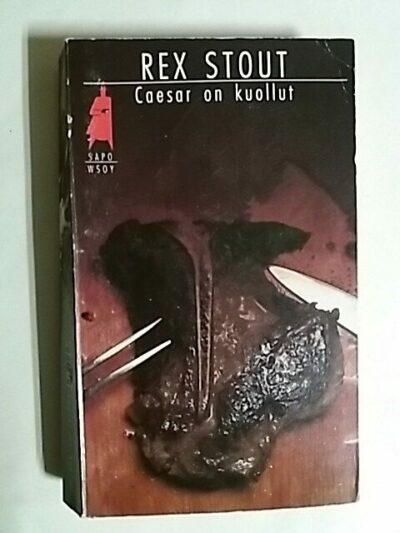 REX STOUT
Caesar on kuollut
SAPO
WSOY